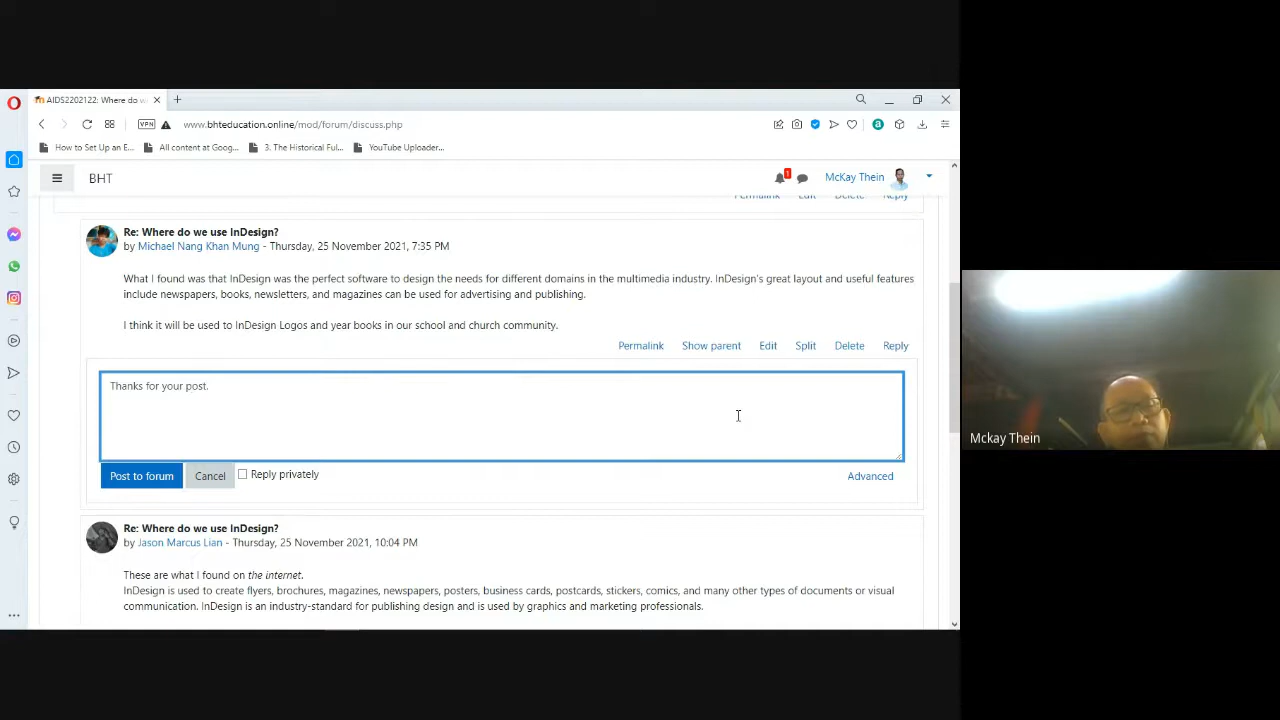 AIDS2202122: Where do w
www.bhteducation.online/mod/forum/discuss.php
VPN
How to Set Up an E...
All content at Goog...
3. The Historical Ful...
YouTube Uploader...
BHT
1
McKay Thein
Permalink Edit Delete Reply
Re: Where do we use InDesign?
by Michael Nang Khan Mung - Thursday, 25 November 2021, 7:35 PM
What I found was that InDesign was the perfect software to design the needs for different domains in the multimedia industry. InDesign's great layout and useful features
include newspapers, books, newsletters, and magazines can be used for advertising and publishing.
I think it will be used to InDesign Logos and year books in our school and church community.
Permalink Show parent Edit Split Delete Reply
Thanks for your post.
Post to forum Cancel Reply privately Advanced
Re: Where do we use InDesign?
by Jason Marcus Lian - Thursday, 25 November 2021, 10:04 PM
These are what I found on the internet.
InDesign is used to create flyers, brochures, magazines, newspapers, posters, business cards, postcards, stickers, comics, and many other types of documents or visual
communication. InDesign is an industry-standard for publishing design and is used by graphics and marketing professionals.
Mckay Thein